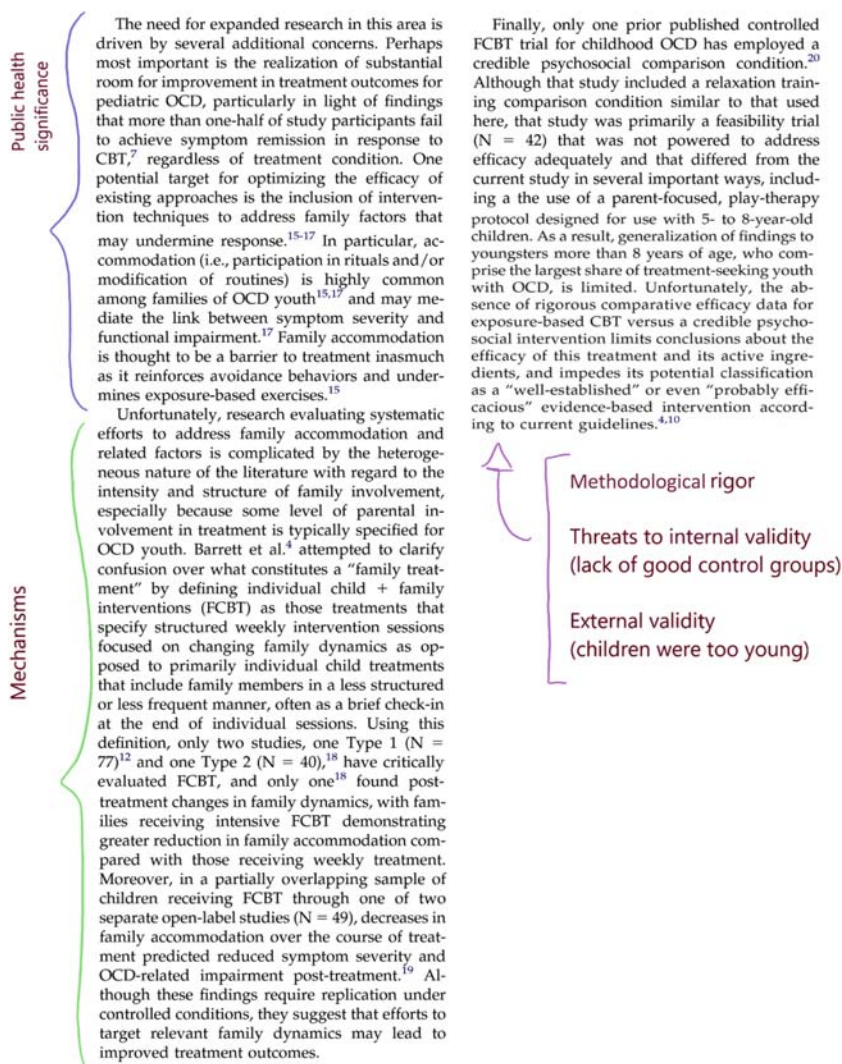 Public health
significance
The need for expanded research in this area is
driven by several additional concerns. Perhaps
most important is the realization of substantial
room for improvement in treatment outcomes for
pediatric OCD, particularly in light of findings
that more than one-half of study participants fail
to achieve symptom remission in response to
CBT,7 regardless of treatment condition. One
potential target for optimizing the efficacy of
existing approaches is the inclusion of interven-
tion techniques to address family factors that
may undermine response.15-17 In particular, ac-
commodation (i.e., participation in rituals and/or
modification of routines) is highly common
among families of OCD youth15,17 and may me-
diate the link between symptom severity and
functional impairment.17 Family accommodation
is thought to be a barrier to treatment inasmuch
as it reinforces avoidance behaviors and under-
mines exposure-based exercises.15
Mechanisms
Unfortunately, research evaluating systematic
efforts to address family accommodation and
related factors is complicated by the heteroge-
neous nature of the literature with regard to the
intensity and structure of family involvement,
especially because some level of parental in-
volvement in treatment is typically specified for
OCD youth. Barrett et al.4 attempted to clarify
confusion over what constitutes a "family treat-
ment" by defining individual child + family
interventions (FCBT) as those treatments that
specify structured weekly intervention sessions
focused on changing family dynamics as op-
posed to primarily individual child treatments
that include family members in a less structured
or less frequent manner, often as a brief check-in
at the end of individual sessions. Using this
definition, only two studies, one Type 1 (N =
77)12 and one Type 2 (N = 40),18 have critically
evaluated FCBT, and only one18 found post-
treatment changes in family dynamics, with fam-
ilies receiving intensive FCBT demonstrating
greater reduction in family accommodation com-
pared with those receiving weekly treatment.
Moreover, in a partially overlapping sample of
children receiving FCBT through one of two
separate open-label studies (N = 49), decreases in
family accommodation over the course of treat-
ment predicted reduced symptom severity and
OCD-related impairment post-treatment.19 Al-
though these findings require replication under
controlled conditions, they suggest that efforts to
target relevant family dynamics may lead to
improved treatment outcomes.
Finally, only one prior published controlled
FCBT trial for childhood OCD has employed a
credible psychosocial comparison condition.20
Although that study included a relaxation train-
ing comparison condition similar to that used
here, that study was primarily a feasibility trial
(N = 42) that was not powered to address
efficacy adequately and that differed from the
current study in several important ways, includ-
ing a the use of a parent-focused, play-therapy
protocol designed for use with 5- to 8-year-old
children. As a result, generalization of findings to
youngsters more than 8 years of age, who com-
prise the largest share of treatment-seeking youth
with OCD, is limited. Unfortunately, the ab-
sence of rigorous comparative efficacy data for
exposure-based CBT versus a credible psycho-
social intervention limits conclusions about the
efficacy of this treatment and its active ingre-
dients, and impedes its potential classification
as a "well-established" or even "probably effi-
cacious" evidence-based intervention accord-
ing to current guidelines.4,10
Methodological rigor
Threats to internal validity
(lack of good control groups)
External validity
(children were too young)